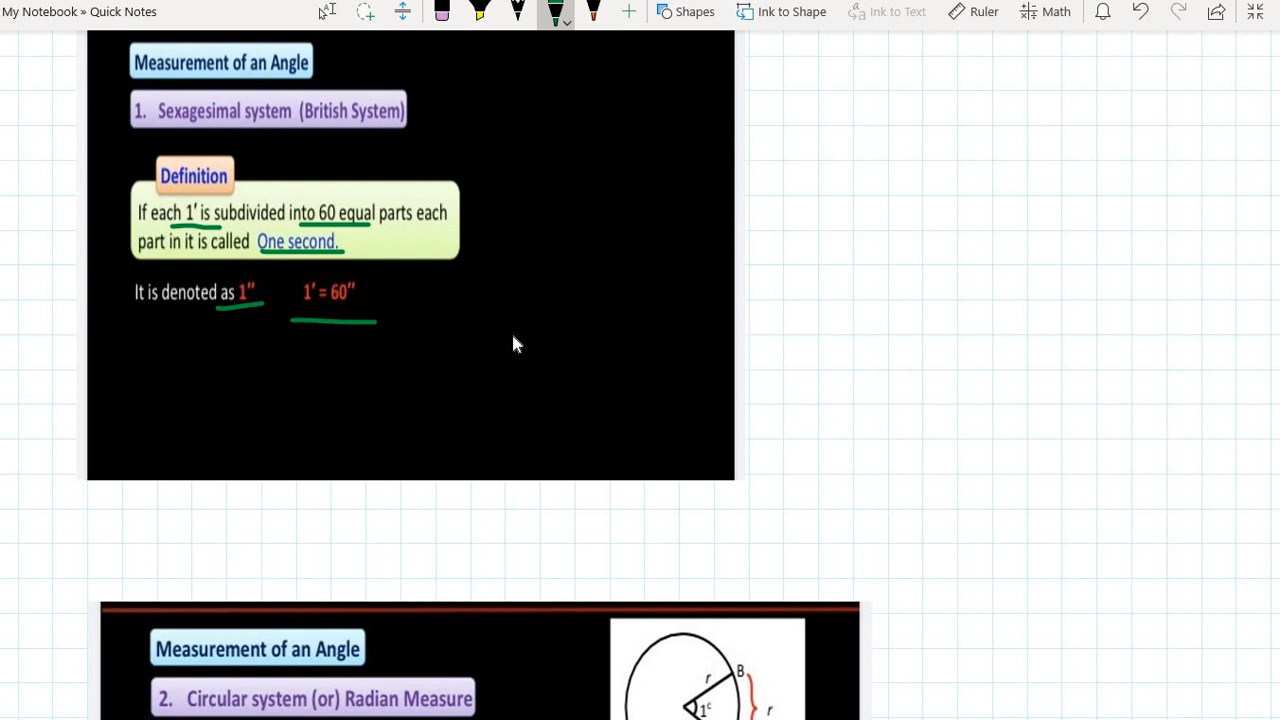 My Notebook » Quick Notes
Shapes
Ink to Shape
Ink to Text
Ruler
Math
Measurement of an Angle
1. Sexagesimal system (British System)
Definition
If each 1′ is subdivided into 60 equal parts each
part in it is called One second.
It is denoted as 1″ 1′ = 60″
Measurement of an Angle
2. Circular system (or) Radian Measure
B
r
1ᶜ
r